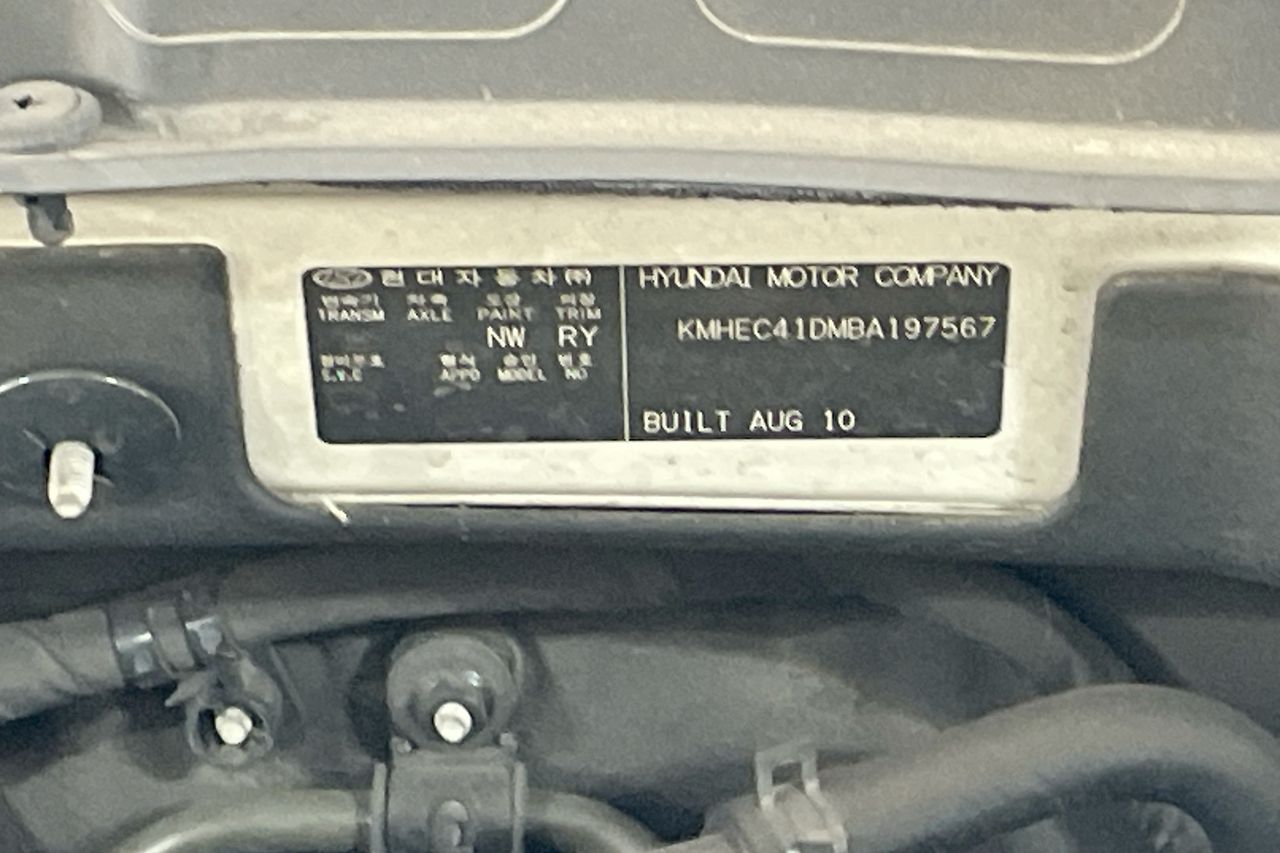 현대자동차(주)
변속기 차축 도장 의장
TRANSM AXLE PAINT TRIM
NW RY
형식 승인 번호
APPD MODEL NO
HYUNDAI MOTOR COMPANY
KMHEC41DMBA197567
BUILT AUG 10